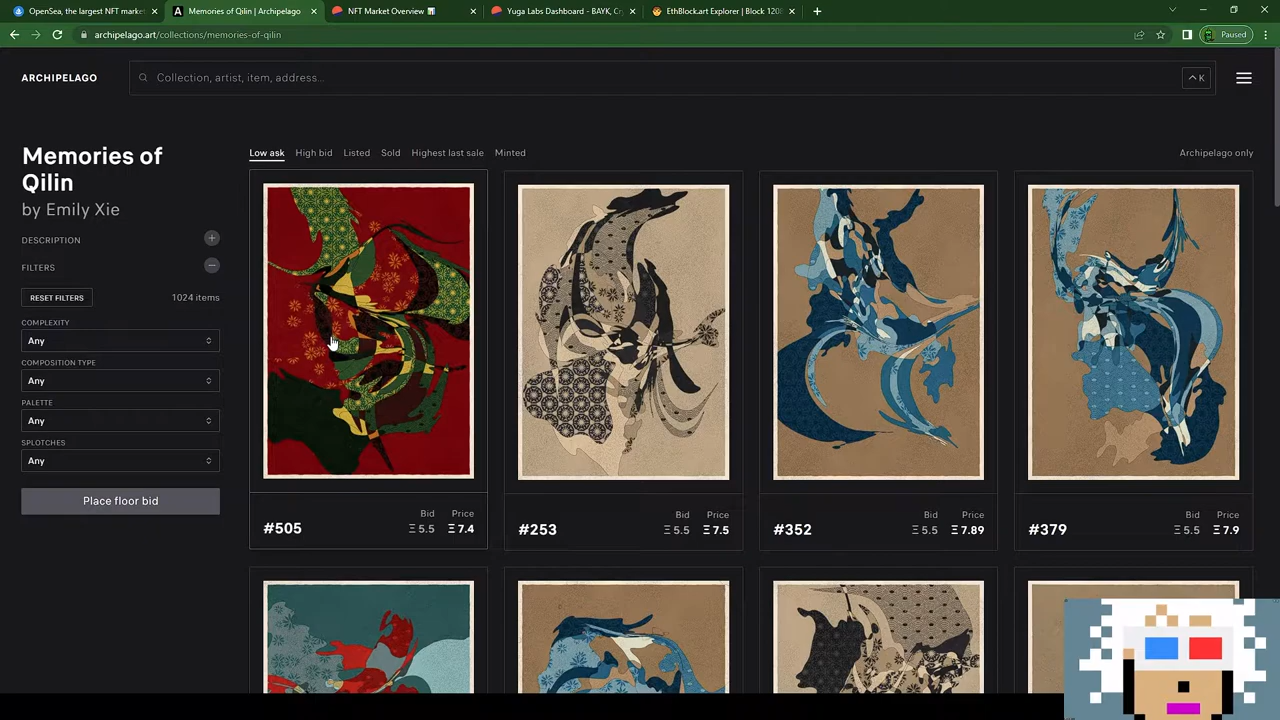 OpenSea, the largest NFT market
Memories of Qilin | Archipelago
NFT Market Overview
Yuga Labs Dashboard - BAYK, Cr
EthBlock.art Explorer | Block 1208
archipelago.art/collections/memories-of-qilin
Paused
ARCHIPELAGO
Collection, artist, item, address...
K
Memories of
Qilin
by Emily Xie
DESCRIPTION
FILTERS
RESET FILTERS
1024 items
COMPLEXITY
Any
COMPOSITION TYPE
Any
PALETTE
Any
SPLOTCHES
Any
Place floor bid
Low ask
High bid
Listed
Sold
Highest last sale
Minted
Archipelago only
#505
Bid
Ξ 5.5
Price
Ξ 7.4
#253
Bid
Ξ 5.5
Price
Ξ 7.5
#352
Bid
Ξ 5.5
Price
Ξ 7.89
#379
Bid
Ξ 5.5
Price
Ξ 7.9